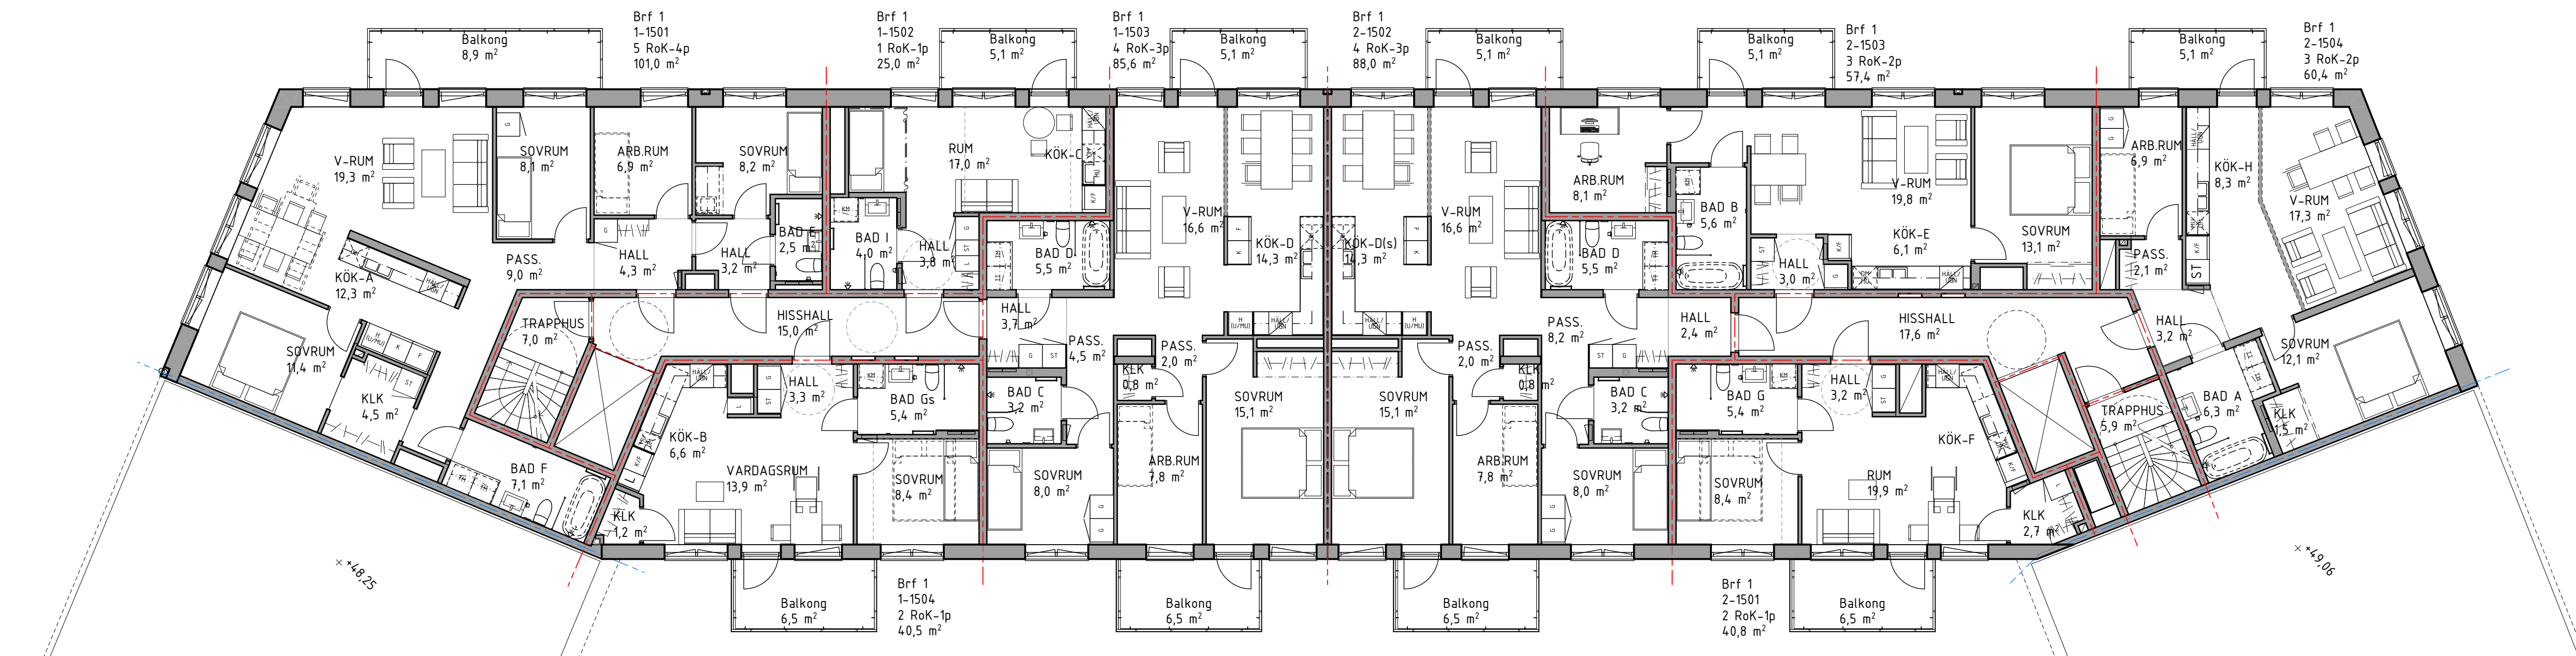 Brf 1
1-1501
5 RoK-4p
101,0 m²
Brf 1
1-1502
1 RoK-1p
25,0 m²
Brf 1
1-1503
4 RoK-3p
85,6 m²
Brf 1
2-1502
4 RoK-3p
88,0 m²
Brf 1
2-1503
3 RoK-2p
57,4 m²
Brf 1
2-1504
3 RoK-2p
60,4 m²
Balkong
8,9 m²
Balkong
5,1 m²
Balkong
5,1 m²
Balkong
5,1 m²
Balkong
5,1 m²
Balkong
5,1 m²
V-RUM
19,3 m²
SOVRUM
8,1 m²
ARB.RUM
6,9 m²
SOVRUM
8,2 m²
RUM
17,0 m²
KÖK-C
V-RUM
16,6 m²
KÖK-D
14,3 m²
KÖK-D(s)
14,3 m²
V-RUM
16,6 m²
ARB.RUM
8,1 m²
BAD B
5,6 m²
V-RUM
19,8 m²
KÖK-E
6,1 m²
SOVRUM
13,1 m²
ARB.RUM
6,9 m²
KÖK-H
8,3 m²
V-RUM
17,3 m²
KÖK-A
12,3 m²
PASS.
9,0 m²
HALL
4,3 m²
HALL
3,2 m²
BAD E
2,5 m²
BAD I
4,0 m²
HALL
3,8 m²
BAD D
5,5 m²
BAD D
5,5 m²
HALL
3,0 m²
PASS.
2,1 m²
ST
TRAPPHUS
7,0 m²
HISSHALL
15,0 m²
HALL
3,7 m²
PASS.
4,5 m²
PASS.
2,0 m²
PASS.
2,0 m²
PASS.
8,2 m²
HALL
2,4 m²
HISSHALL
17,6 m²
HALL
3,2 m²
SOVRUM
12,1 m²
SOVRUM
11,4 m²
KLK
4,5 m²
HALL
3,3 m²
BAD Gs
5,4 m²
BAD C
3,2 m²
KLK
0,8 m²
SOVRUM
15,1 m²
SOVRUM
15,1 m²
KLK
0,8 m²
BAD C
3,2 m²
BAD G
5,4 m²
HALL
3,2 m²
TRAPPHUS
5,9 m²
BAD A
6,3 m²
KLK
1,5 m²
KÖK-B
6,6 m²
VARDAGSRUM
13,9 m²
SOVRUM
8,4 m²
SOVRUM
8,0 m²
ARB.RUM
7,8 m²
ARB.RUM
7,8 m²
SOVRUM
8,0 m²
SOVRUM
8,4 m²
RUM
19,9 m²
KÖK-F
BAD F
7,1 m²
KLK
1,2 m²
KLK
2,7 m
+48,25
+49,06
Balkong
6,5 m²
Brf 1
1-1504
2 RoK-1p
40,5 m²
Balkong
6,5 m²
Balkong
6,5 m²
Brf 1
2-1501
2 RoK-1p
40,8 m²
Balkong
6,5 m²